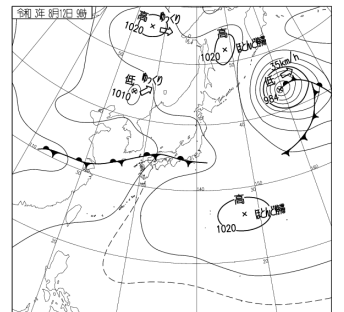 令和 3年 8月12日 9時
高 ゆっくり
1020
高
1020 ほとんど停滞
35km/h
低
984
低 ゆっくり
1010
140
高
1020 ほとんど停滞